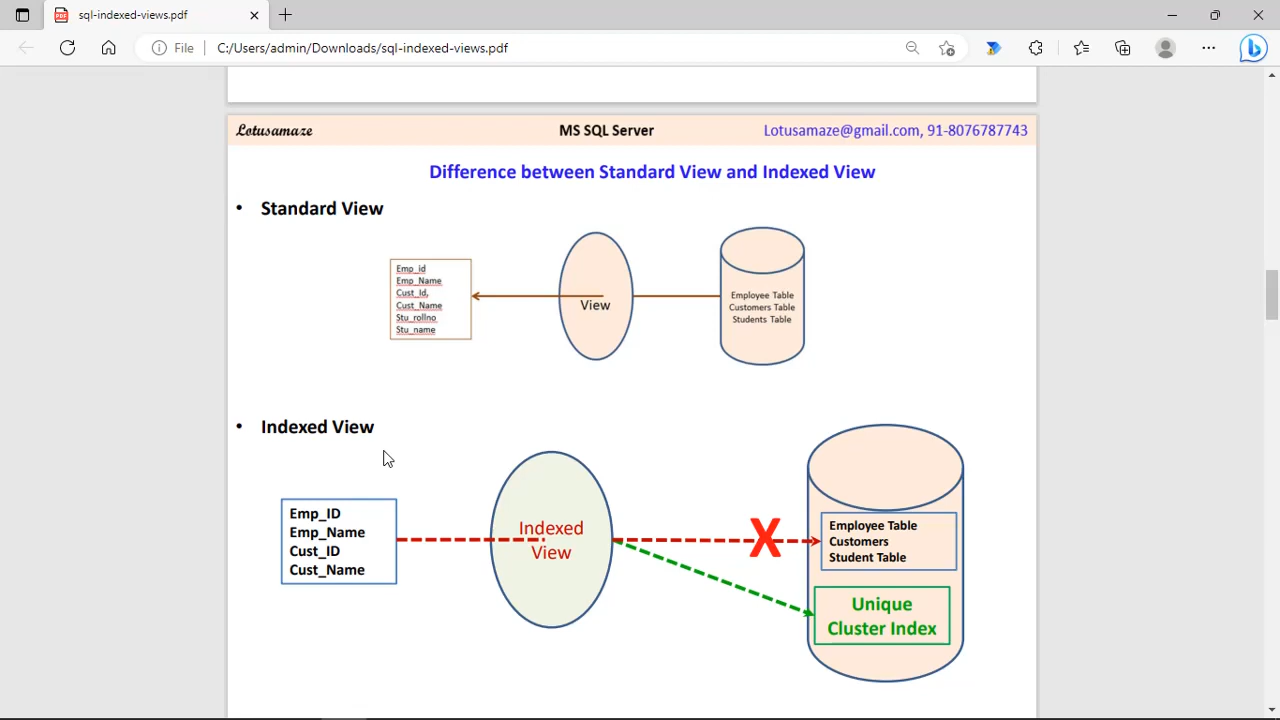 sql-indexed-views.pdf
File
C:/Users/admin/Downloads/sql-indexed-views.pdf
Lotusamaze
MS SQL Server
Lotusamaze@gmail.com, 91-8076787743
Difference between Standard View and Indexed View
• Standard View
Emp_id
Emp_Name
Cust_Id,
Cust_Name
Stu_rollno
Stu_name
View
Employee Table
Customers Table
Students Table
• Indexed View
Emp_ID
Emp_Name
Cust_ID
Cust_Name
Indexed
View
X
Employee Table
Customers
Student Table
Unique
Cluster Index